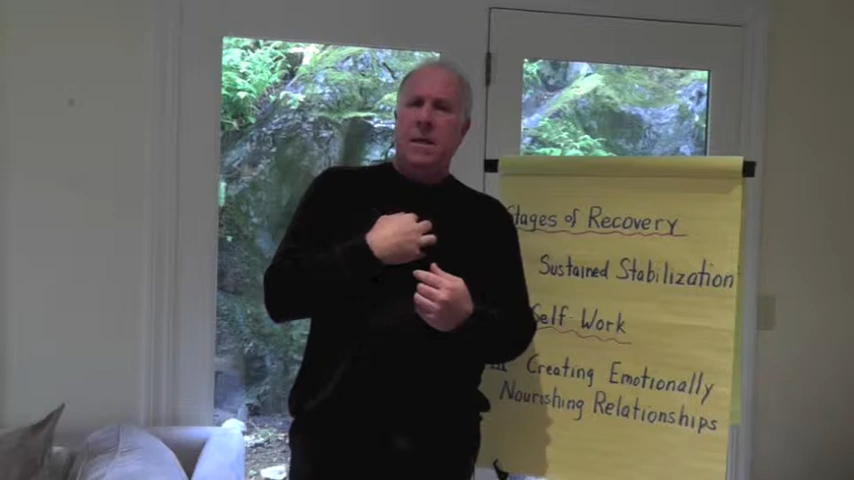 Stages of Recovery
Sustained Stabilization
Self-Work
Creating Emotionally
Nourishing Relationships